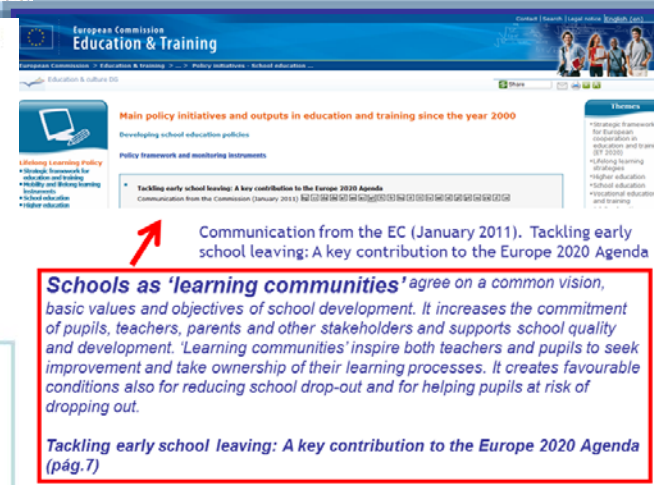 Contact | Search | Legal notice English (en)
European Commission
Education & Training
European Commission > Education & training > ... > Policy initiatives - School education ...
Education & culture DG
Share
Main policy initiatives and outputs in education and training since the year 2000
Developing school education policies
Policy framework and monitoring instruments
Tackling early school leaving: A key contribution to the Europe 2020 Agenda
Communication from the Commission (January 2011)
Lifelong Learning Policy
Strategic framework for
education and training
Mobility and lifelong learning
instruments
School education
Higher education
Themes
Strategic framework
for European
cooperation in
education and training
(ET 2020)
Lifelong learning
strategies
Higher education
School education
Vocational education
and training
Communication from the EC (January 2011). Tackling early
school leaving: A key contribution to the Europe 2020 Agenda
Schools as ‘learning communities’ agree on a common vision,
basic values and objectives of school development. It increases the commitment
of pupils, teachers, parents and other stakeholders and supports school quality
and development. ‘Learning communities’ inspire both teachers and pupils to seek
improvement and take ownership of their learning processes. It creates favourable
conditions also for reducing school drop-out and for helping pupils at risk of
dropping out.
Tackling early school leaving: A key contribution to the Europe 2020 Agenda
(pág.7)